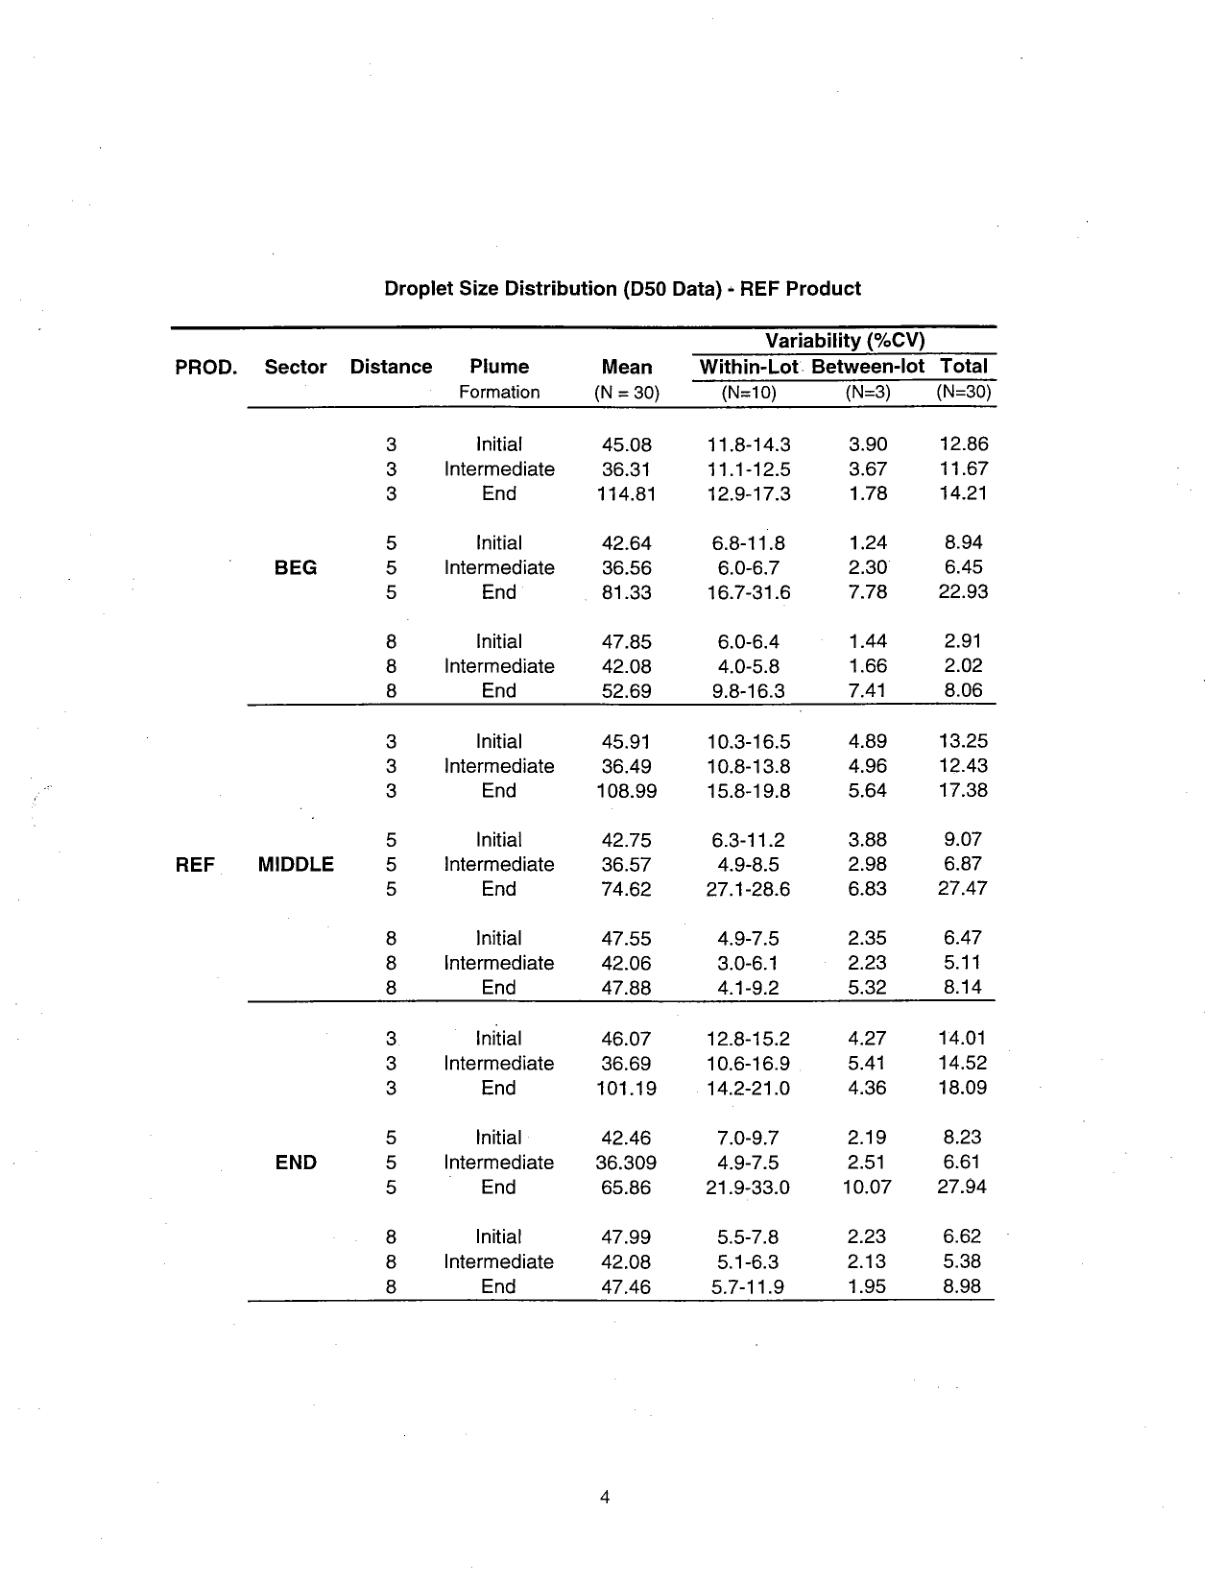 Droplet Size Distribution (D50 Data) - REF Product
Variability (%CV)
PROD. Sector Distance Plume Mean Within-Lot Between-lot Total
Formation (N = 30) (N=10) (N=3) (N=30)
3 Initial 45.08 11.8-14.3 3.90 12.86
3 Intermediate 36.31 11.1-12.5 3.67 11.67
3 End 114.81 12.9-17.3 1.78 14.21
5 Initial 42.64 6.8-11.8 1.24 8.94
BEG 5 Intermediate 36.56 6.0-6.7 2.30 6.45
5 End 81.33 16.7-31.6 7.78 22.93
8 Initial 47.85 6.0-6.4 1.44 2.91
8 Intermediate 42.08 4.0-5.8 1.66 2.02
8 End 52.69 9.8-16.3 7.41 8.06
3 Initial 45.91 10.3-16.5 4.89 13.25
3 Intermediate 36.49 10.8-13.8 4.96 12.43
3 End 108.99 15.8-19.8 5.64 17.38
5 Initial 42.75 6.3-11.2 3.88 9.07
REF MIDDLE 5 Intermediate 36.57 4.9-8.5 2.98 6.87
5 End 74.62 27.1-28.6 6.83 27.47
8 Initial 47.55 4.9-7.5 2.35 6.47
8 Intermediate 42.06 3.0-6.1 2.23 5.11
8 End 47.88 4.1-9.2 5.32 8.14
3 Initial 46.07 12.8-15.2 4.27 14.01
3 Intermediate 36.69 10.6-16.9 5.41 14.52
3 End 101.19 14.2-21.0 4.36 18.09
5 Initial 42.46 7.0-9.7 2.19 8.23
END 5 Intermediate 36.309 4.9-7.5 2.51 6.61
5 End 65.86 21.9-33.0 10.07 27.94
8 Initial 47.99 5.5-7.8 2.23 6.62
8 Intermediate 42.08 5.1-6.3 2.13 5.38
8 End 47.46 5.7-11.9 1.95 8.98
4